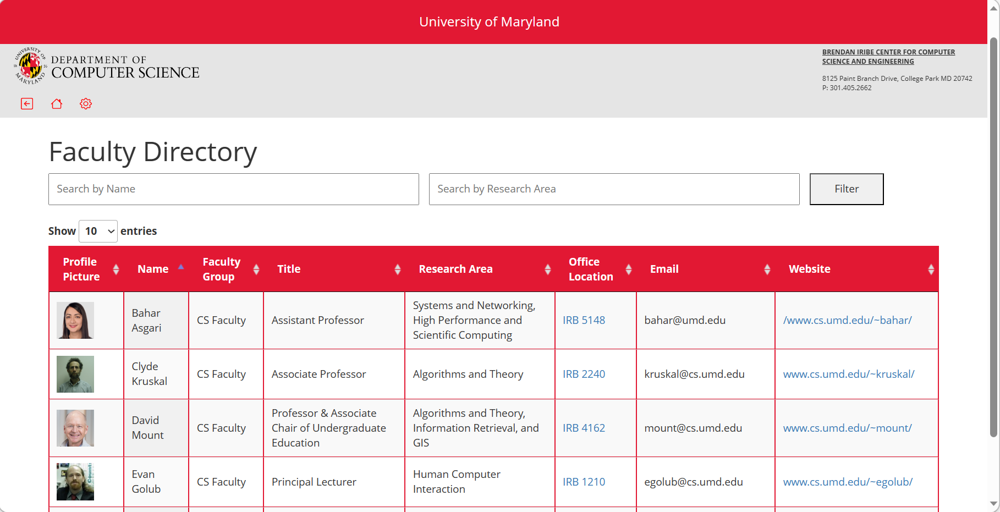 University of Maryland
UNIVERSITY OF
18 56
MARYLAND
DEPARTMENT OF
COMPUTER SCIENCE
BRENDAN IRIBE CENTER FOR COMPUTER
SCIENCE AND ENGINEERING
8125 Paint Branch Drive, College Park MD 20742
P: 301.405.2662
Faculty Directory
Search by Name
Search by Research Area
Filter
Show 10 entries
Profile
Picture
Name
Faculty
Group
Title
Research Area
Office
Location
Email
Website
Bahar
Asgari
CS Faculty
Assistant Professor
Systems and Networking,
High Performance and
Scientific Computing
IRB 5148
bahar@umd.edu
/www.cs.umd.edu/~bahar/
Clyde
Kruskal
CS Faculty
Associate Professor
Algorithms and Theory
IRB 2240
kruskal@cs.umd.edu
www.cs.umd.edu/~kruskal/
David
Mount
CS Faculty
Professor & Associate
Chair of Undergraduate
Education
Algorithms and Theory,
Information Retrieval, and
GIS
IRB 4162
mount@cs.umd.edu
www.cs.umd.edu/~mount/
Evan
Golub
CS Faculty
Principal Lecturer
Human Computer
Interaction
IRB 1210
egolub@cs.umd.edu
www.cs.umd.edu/~egolub/